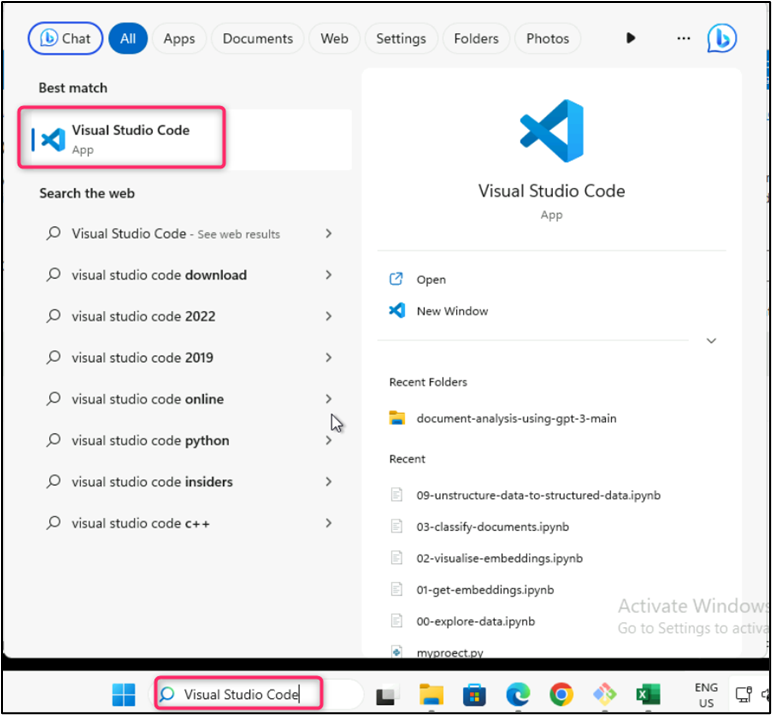 Chat All Apps Documents Web Settings Folders Photos
Best match
Visual Studio Code
App
Search the web
Visual Studio Code - See web results
visual studio code download
visual studio code 2022
visual studio code 2019
visual studio code online
visual studio code python
visual studio code insiders
visual studio code c++
Visual Studio Code
App
Open
New Window
Recent Folders
document-analysis-using-gpt-3-main
Recent
09-unstructure-data-to-structured-data.ipynb
03-classify-documents.ipynb
02-visualise-embeddings.ipynb
01-get-embeddings.ipynb
00-explore-data.ipynb
myproect.py
Activate Windows
Go to Settings to activa
Visual Studio Code
ENG
US